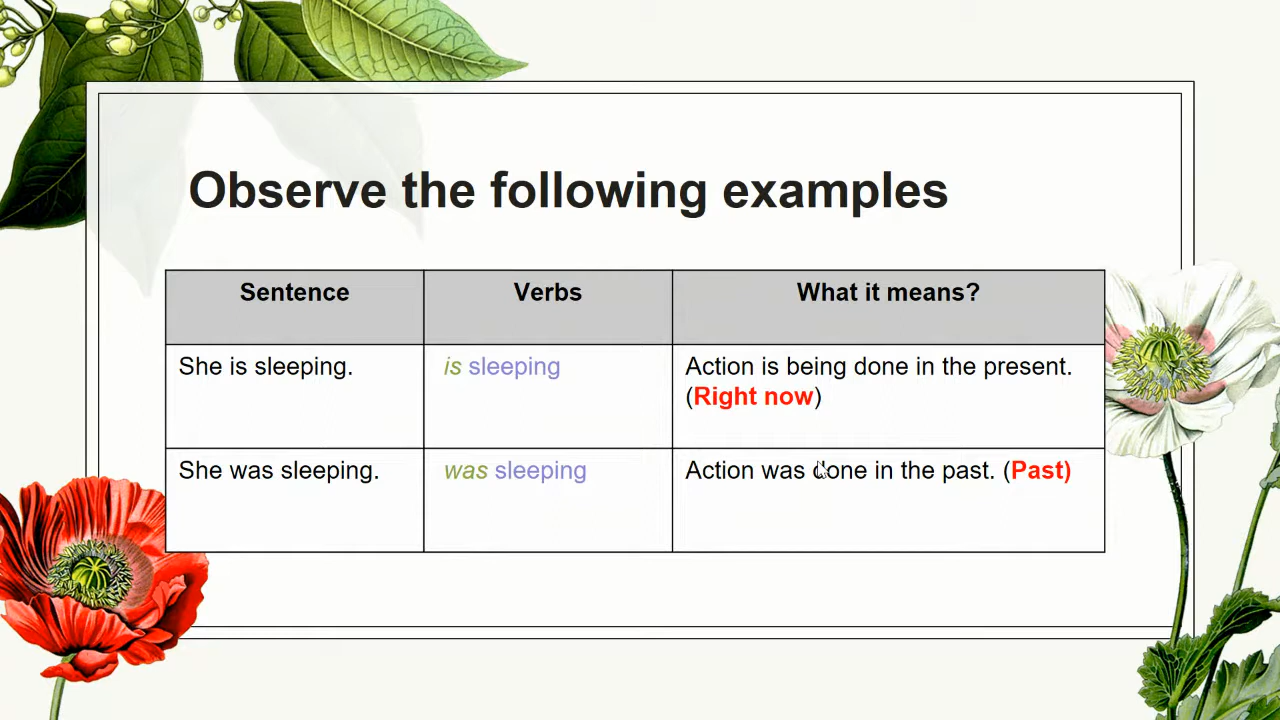 Observe the following examples
Sentence Verbs What it means?
She is sleeping. is sleeping Action is being done in the present.
(Right now)
She was sleeping. was sleeping Action was done in the past. (Past)